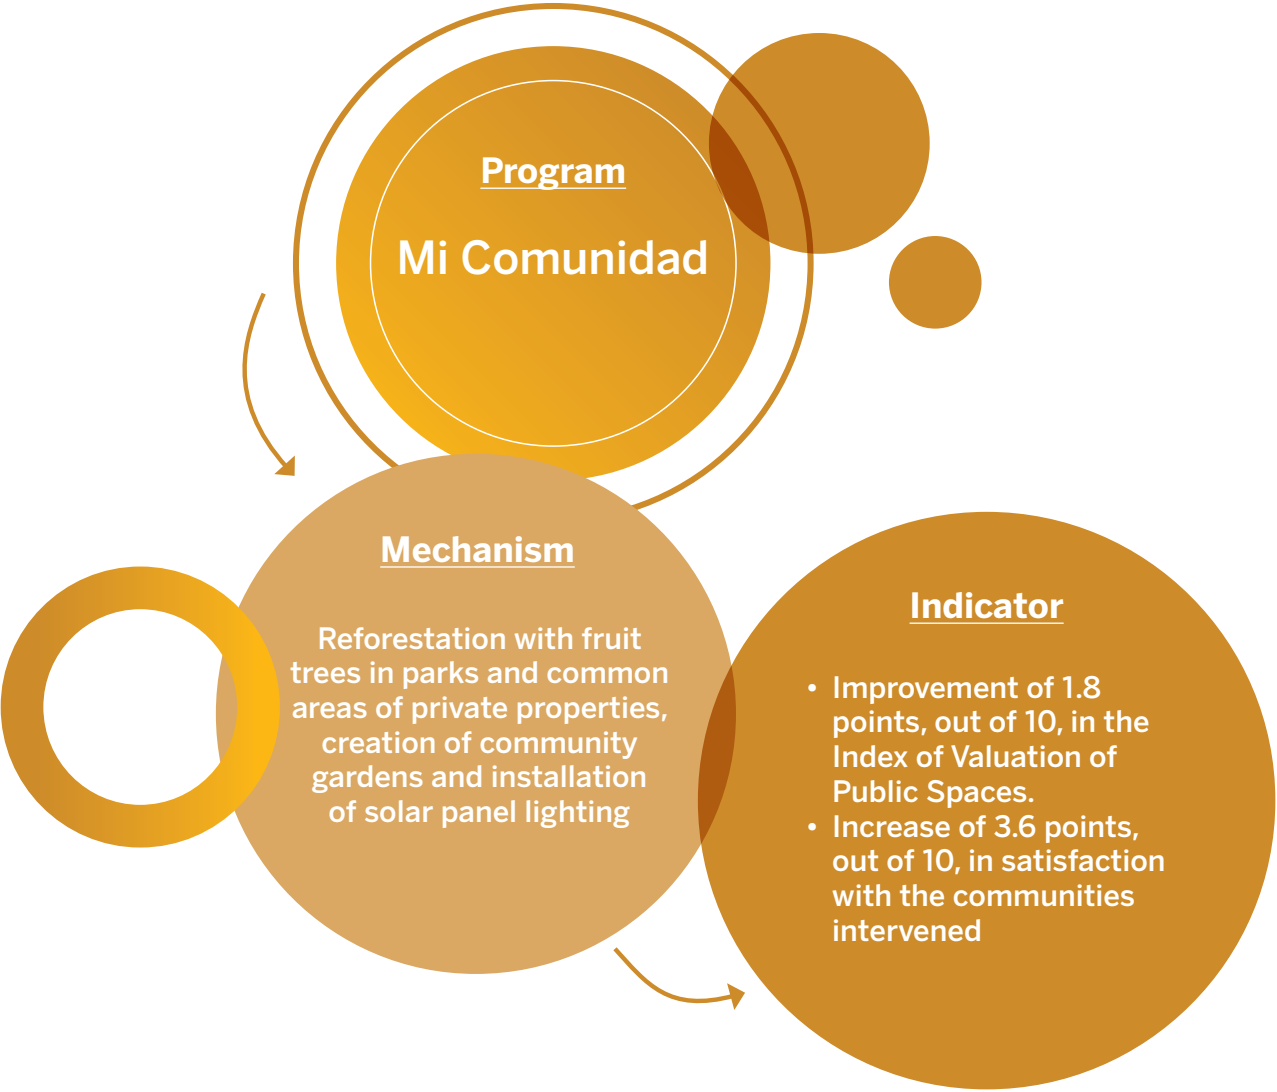 Program
Mi Comunidad
Mechanism
Reforestation with fruit
trees in parks and common
areas of private properties,
creation of community
gardens and installation
of solar panel lighting
Indicator
• Improvement of 1.8
points, out of 10, in the
Index of Valuation of
Public Spaces.
• Increase of 3.6 points,
out of 10, in satisfaction
with the communities
intervened